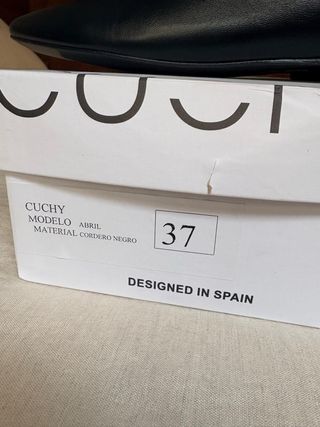 CUCHY
MODELO ABRIL
MATERIAL CORDERO NEGRO
37
DESIGNED IN SPAIN